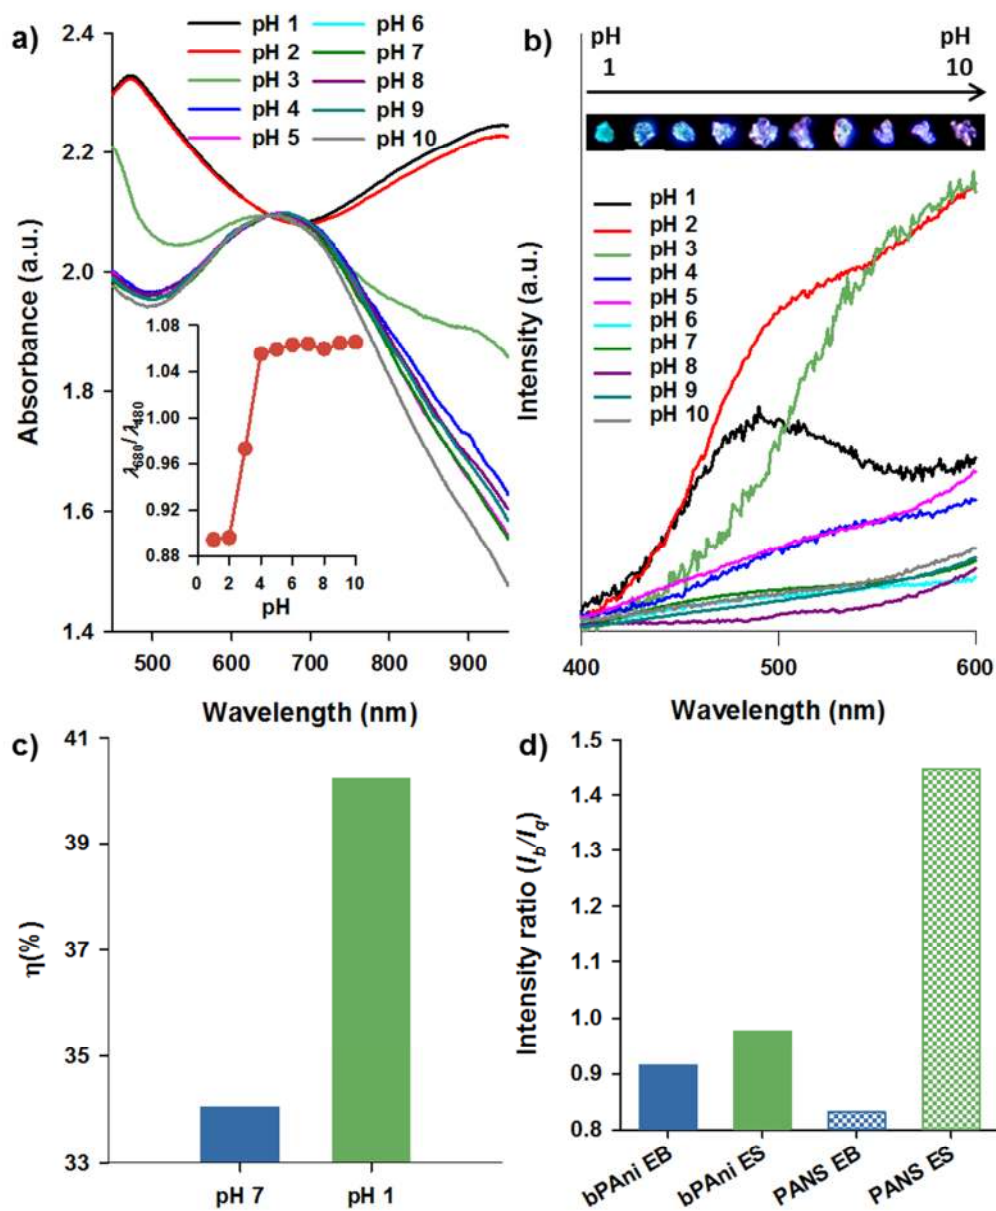 a)
2.4
2.2
2.0
1.8
1.6
1.4
Absorbance (a.u.)
pH 1
pH 2
pH 3
pH 4
pH 5
pH 6
pH 7
pH 8
pH 9
pH 10
1.08
1.04
1.00
0.96
0.92
0.88
λ680/λ480
0 2 4 6 8 10
pH
500 600 700 800 900
Wavelength (nm)
b)
pH
1
pH
10
Intensity (a.u.)
pH 1
pH 2
pH 3
pH 4
pH 5
pH 6
pH 7
pH 8
pH 9
pH 10
400 500 600
Wavelength (nm)
c)
41
39
37
35
33
η(%)
pH 7 pH 1
d)
1.5
1.4
1.3
1.2
1.1
1.0
0.9
0.8
Intensity ratio (Ib/Iq)
bPAni EB
bPAni ES
PANS EB
PANS ES